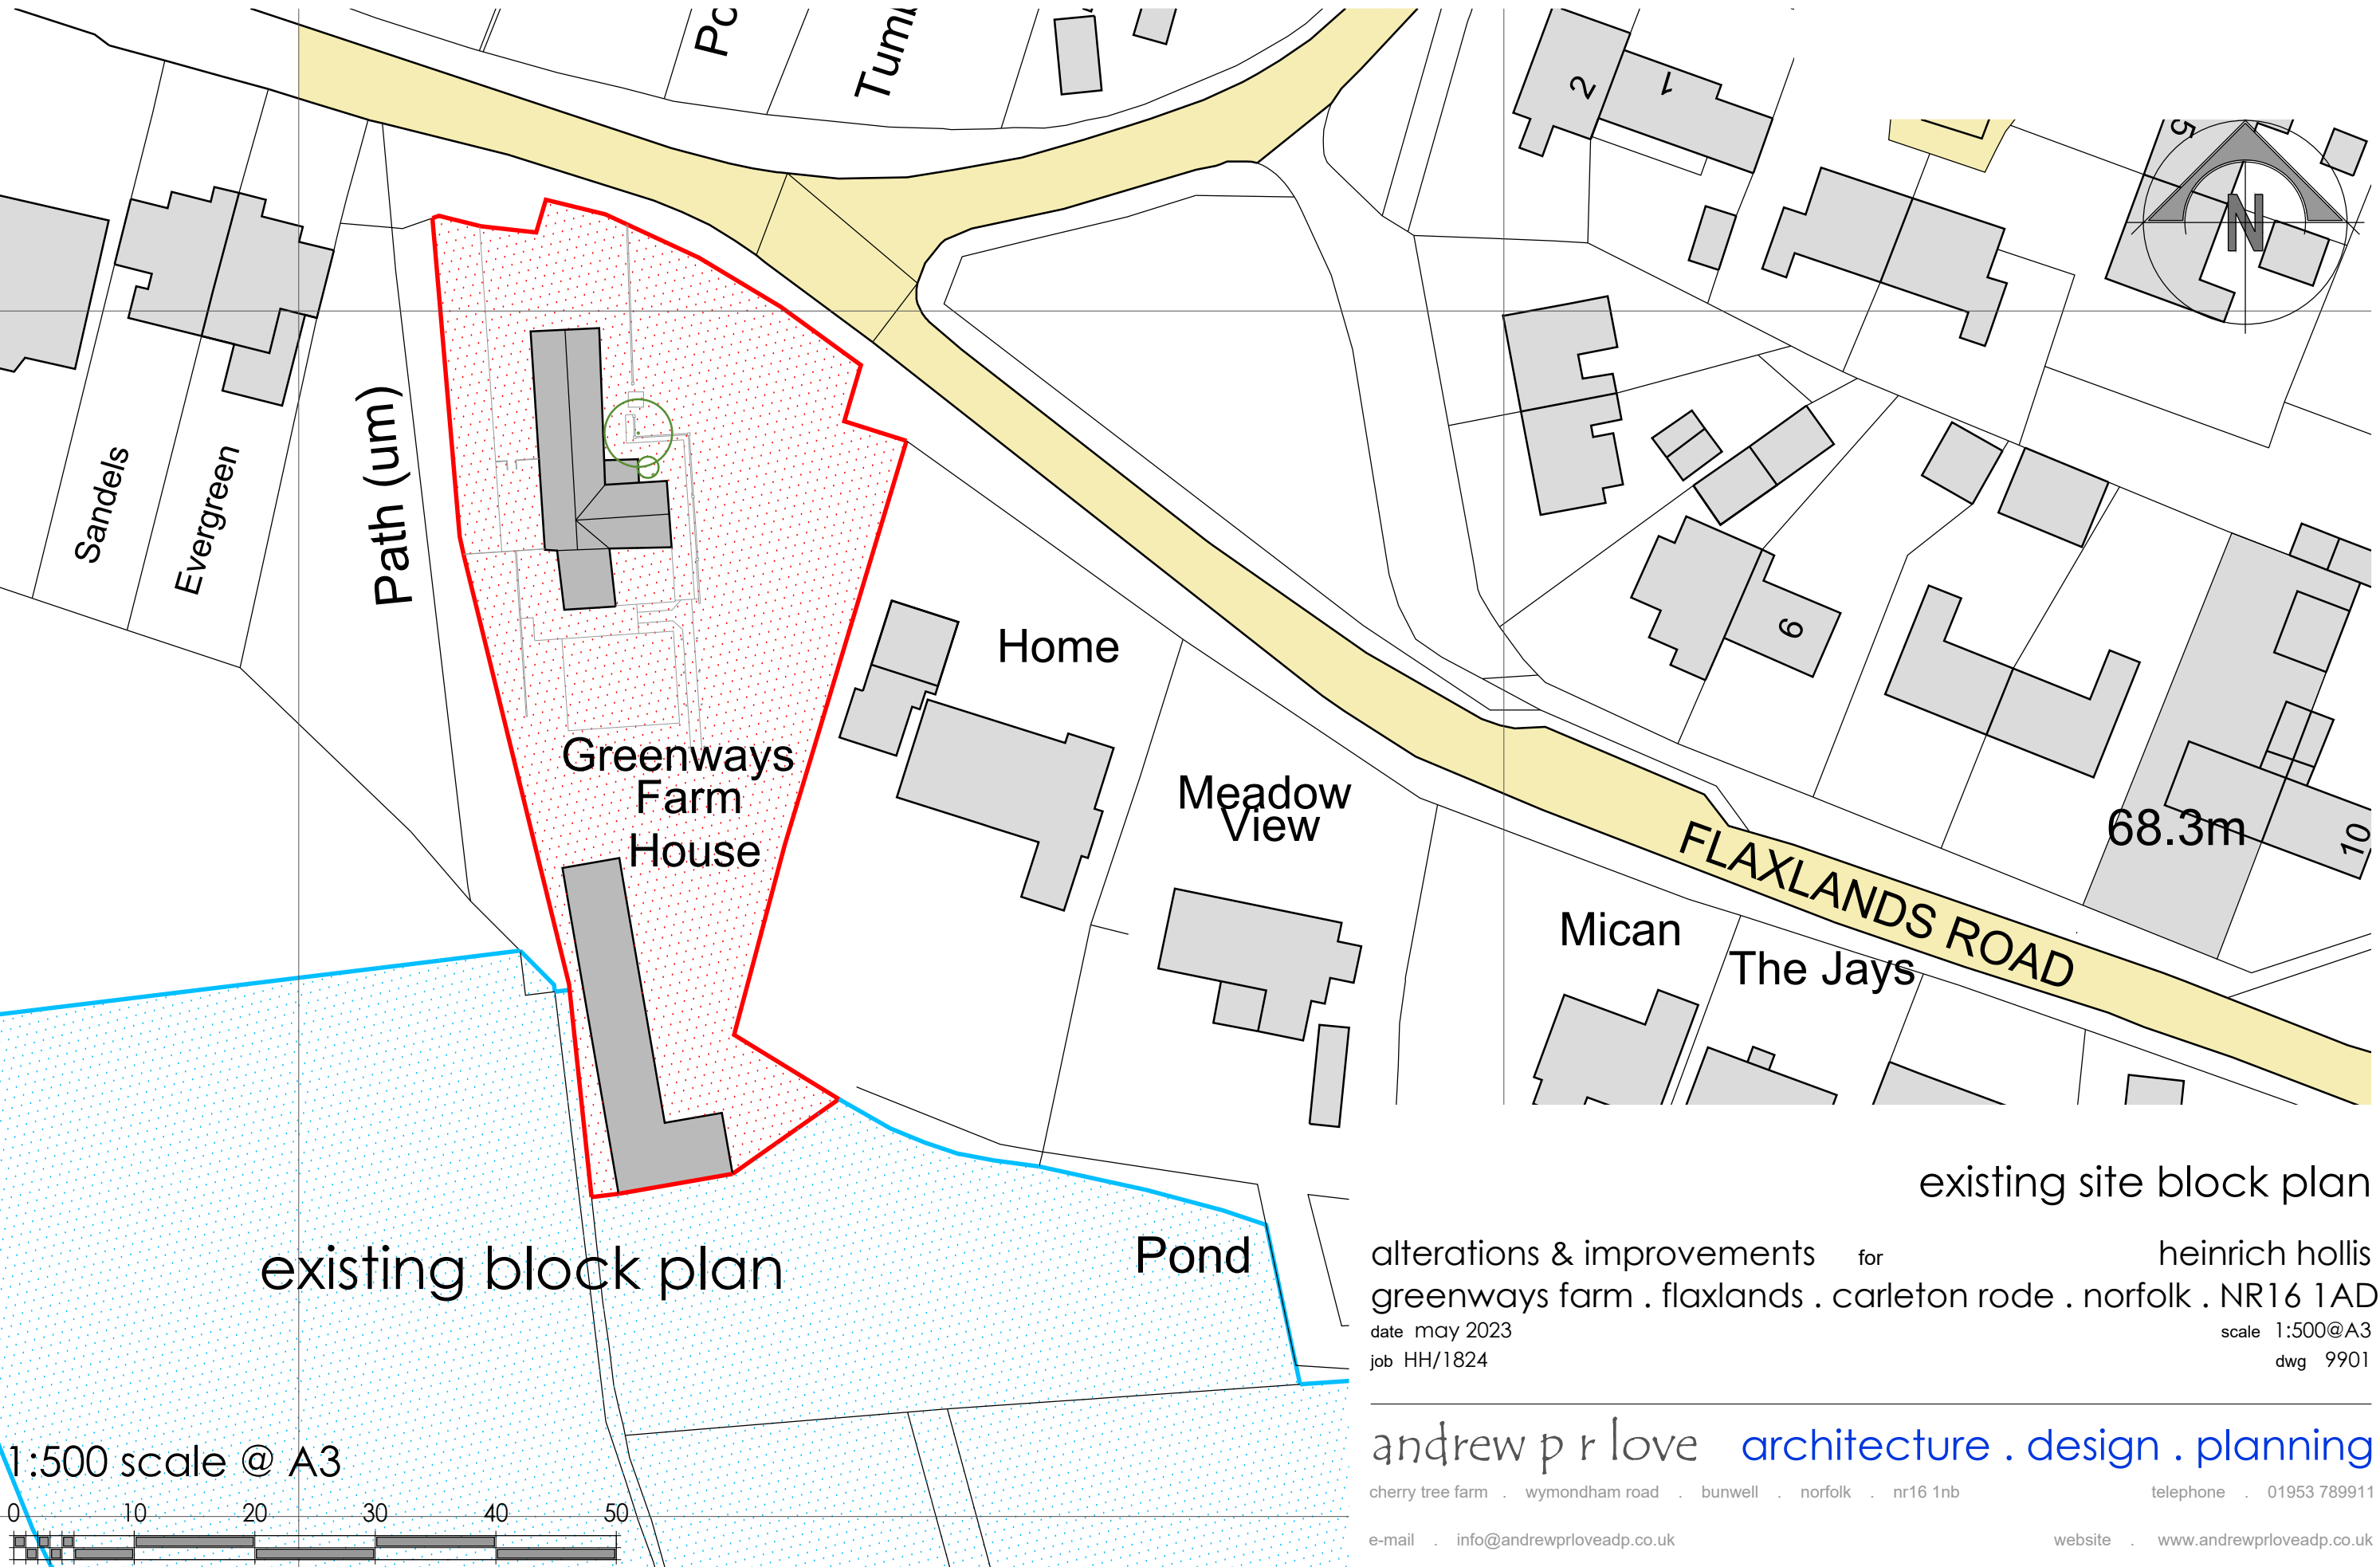 2
1
5
N
Sandels
Evergreen
Path (um)
Home
6
Greenways
Farm
House
Meadow
View
FLAXLANDS ROAD
68.3m
10
Mican
The Jays
Pond
existing block plan
1:500 scale @ A3
0 10 20 30 40 50
existing site block plan
alterations & improvements for heinrich hollis
greenways farm . flaxlands . carleton rode . norfolk . NR16 1AD
date may 2023 scale 1:500@A3
job HH/1824 dwg 9901
andrew p r love architecture . design . planning
cherry tree farm . wymondham road . bunwell . norfolk . nr16 1nb telephone . 01953 789911
e-mail . info@andrewprloveadp.co.uk website . www.andrewprloveadp.co.uk